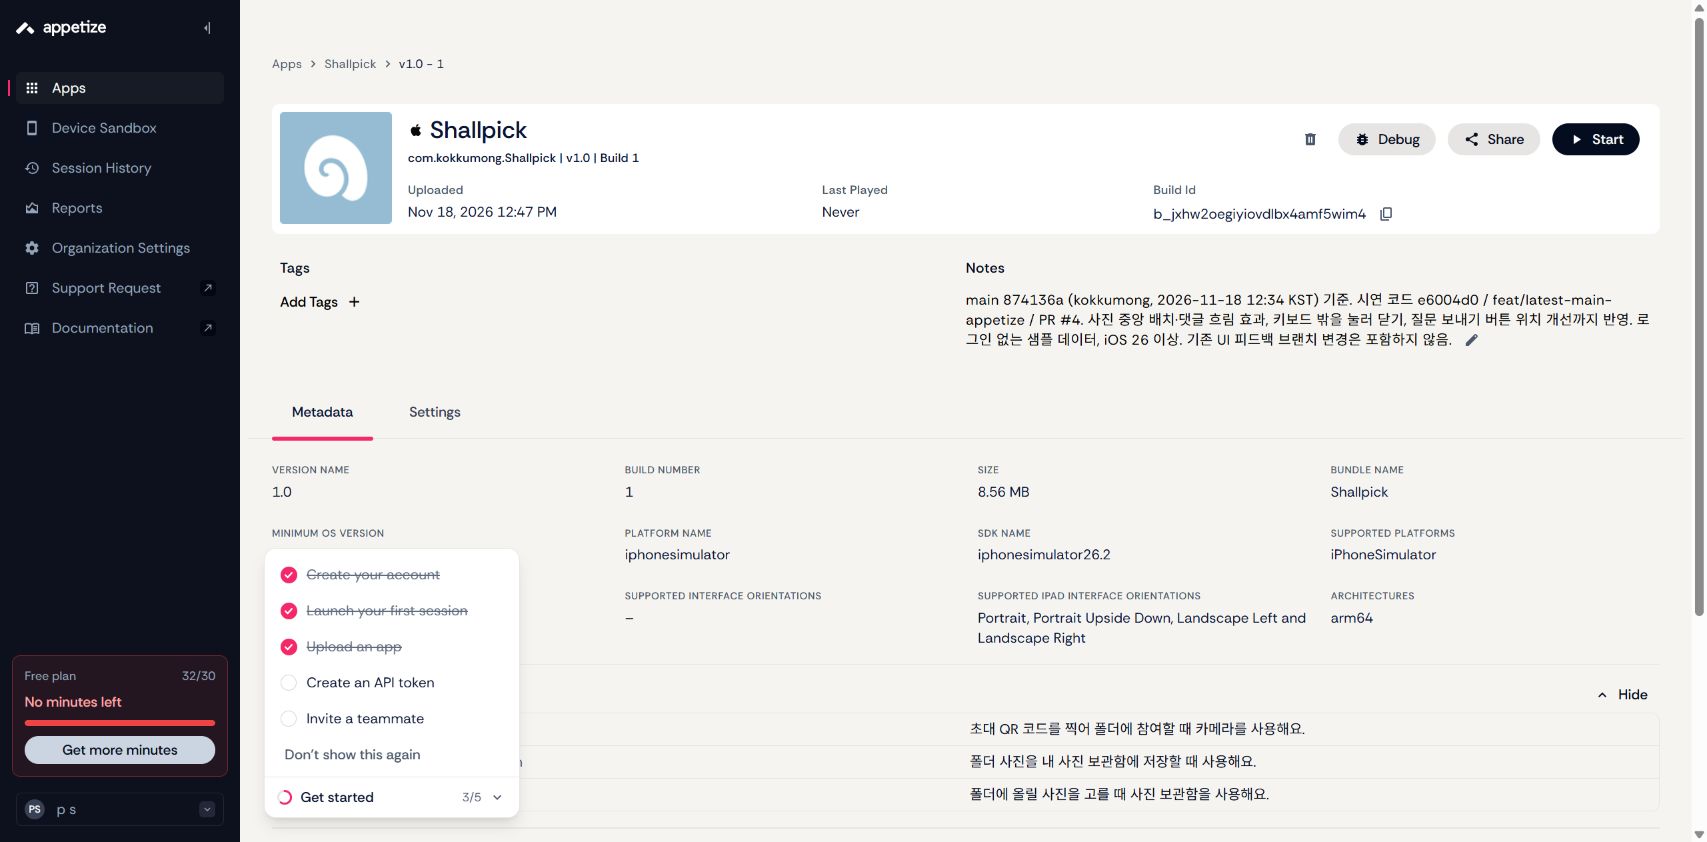 appetize
Apps
Device Sandbox
Session History
Reports
Organization Settings
Support Request
Documentation
Free plan 32/30
No minutes left
Get more minutes
PS p s
Apps > Shallpick > v1.0 - 1
Shallpick
com.kokkumong.Shallpick | v1.0 | Build 1
Debug
Share
Start
Uploaded
Nov 18, 2026 12:47 PM
Last Played
Never
Build Id
b_jxhw2oegiyiovdlbx4amf5wim4
Tags
Add Tags +
Notes
main 874136a (kokkumong, 2026-11-18 12:34 KST) 기준. 시연 코드 e6004d0 / feat/latest-main-
appetize / PR #4. 사진 중앙 배치·댓글 흐림 효과, 키보드 밖을 눌러 닫기, 질문 보내기 버튼 위치 개선까지 반영. 로
그인 없는 샘플 데이터, iOS 26 이상. 기존 UI 피드백 브랜치 변경은 포함하지 않음.
Metadata
Settings
VERSION NAME
1.0
BUILD NUMBER
1
SIZE
8.56 MB
BUNDLE NAME
Shallpick
MINIMUM OS VERSION
PLATFORM NAME
iphonesimulator
SDK NAME
iphonesimulator26.2
SUPPORTED PLATFORMS
iPhoneSimulator
SUPPORTED INTERFACE ORIENTATIONS
–
SUPPORTED IPAD INTERFACE ORIENTATIONS
Portrait, Portrait Upside Down, Landscape Left and
Landscape Right
ARCHITECTURES
arm64
Hide
초대 QR 코드를 찍어 폴더에 참여할 때 카메라를 사용해요.
폴더 사진을 내 사진 보관함에 저장할 때 사용해요.
폴더에 올릴 사진을 고를 때 사진 보관함을 사용해요.
Create your account
Launch your first session
Upload an app
Create an API token
Invite a teammate
Don't show this again
Get started 3/5